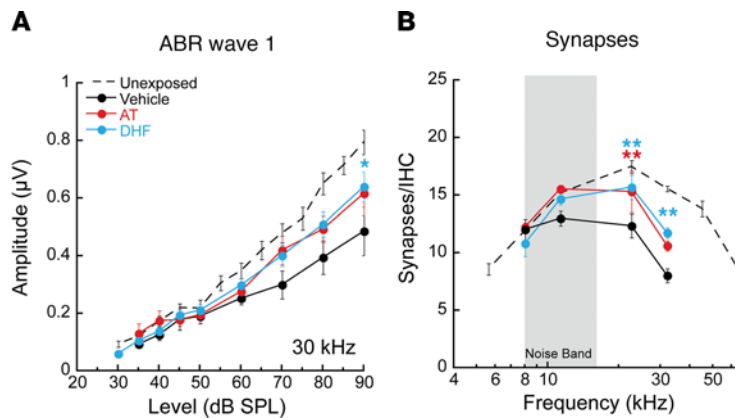 A
ABR wave 1
Unexposed
Vehicle
AT
DHF
Amplitude (µV)
1
0.8
0.6
0.4
0.2
0
*
30 kHz
20 30 40 50 60 70 80 90
Level (dB SPL)
B
Synapses
Synapses/IHC
25
20
15
10
5
0
**
**
**
Noise Band
4 6 8 10 30 50
Frequency (kHz)